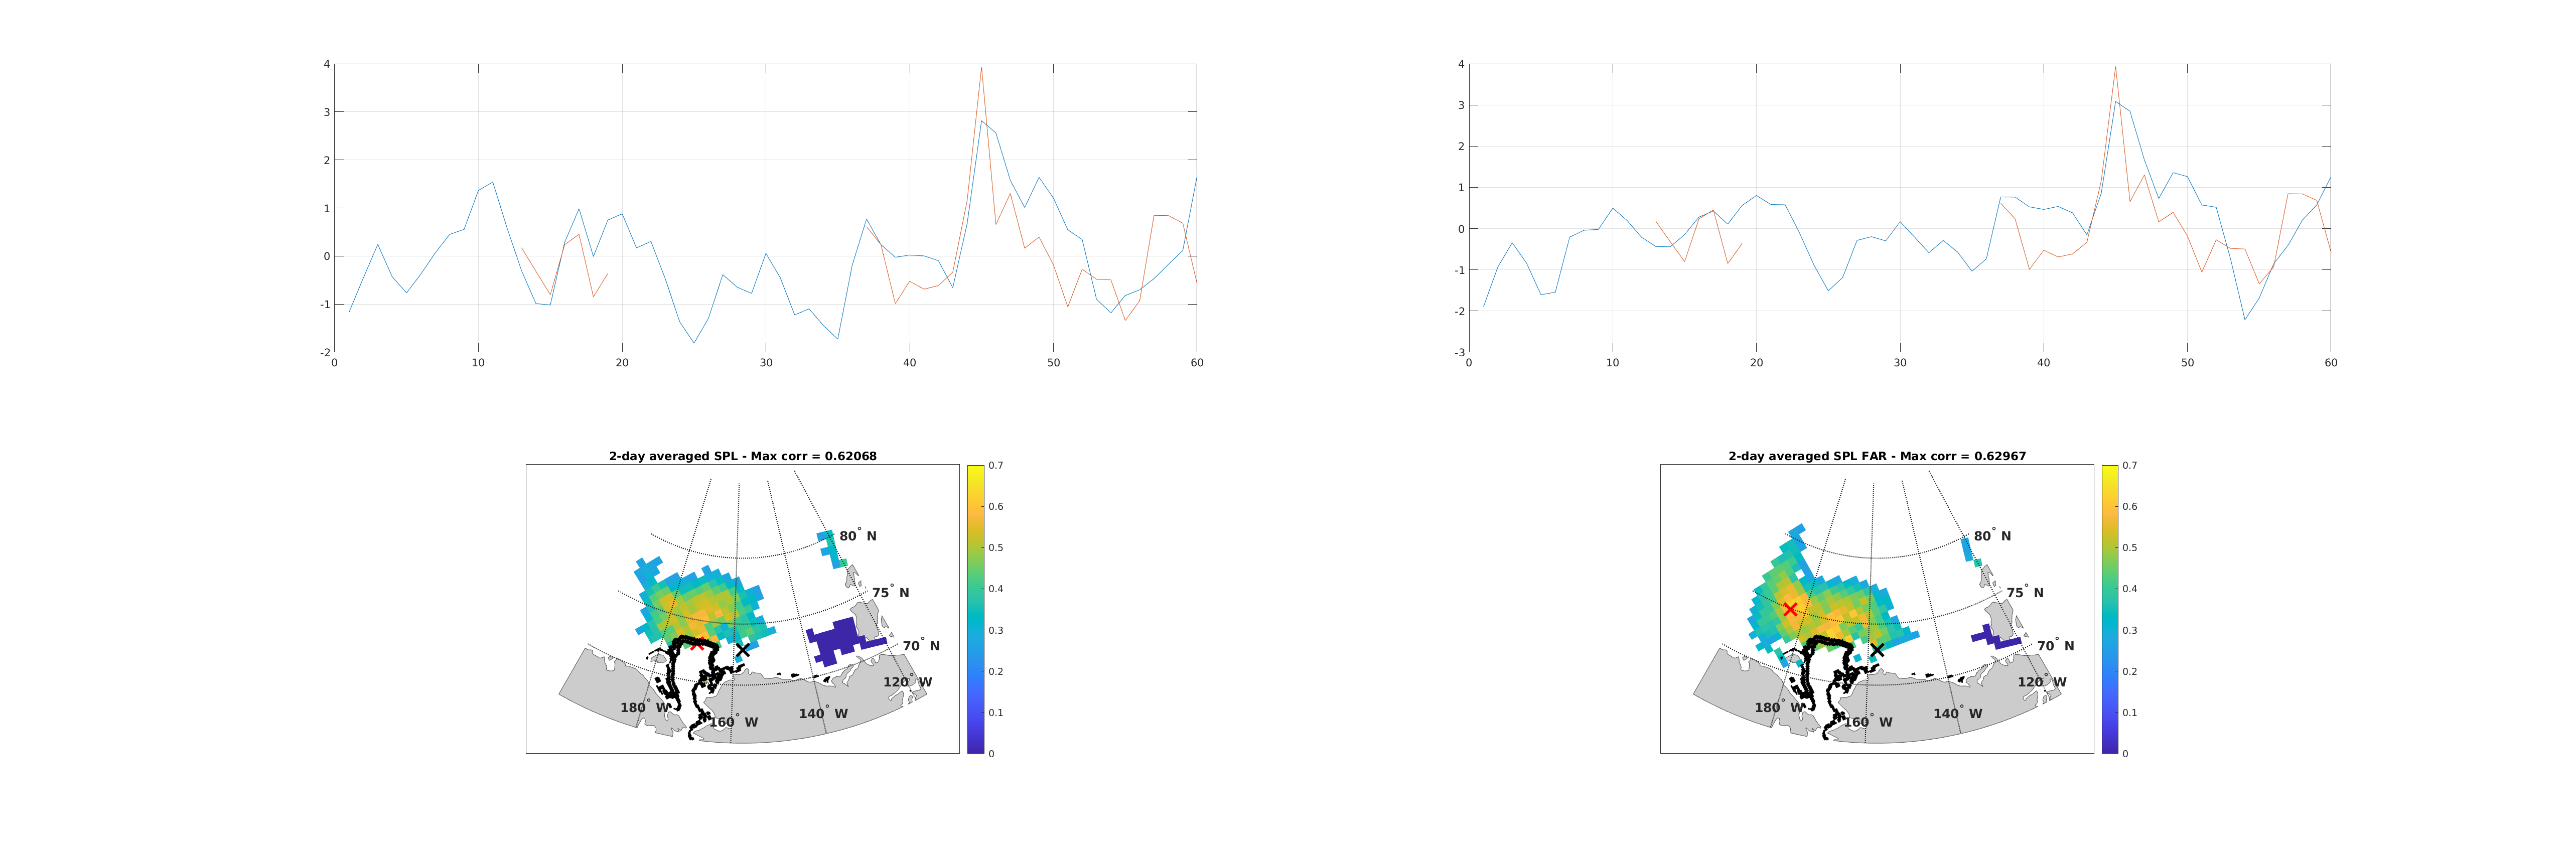 4
3
2
1
0
-1
-2
0 10 20 30 40 50 60
4
3
2
1
0
-1
-2
-3
0 10 20 30 40 50 60
2-day averaged SPL - Max corr = 0.62068
80° N
75° N
70° N
120° W
140° W
160° W
180° W
0.7
0.6
0.5
0.4
0.3
0.2
0.1
0
2-day averaged SPL FAR - Max corr = 0.62967
80° N
75° N
70° N
120° W
140° W
160° W
180° W
0.7
0.6
0.5
0.4
0.3
0.2
0.1
0